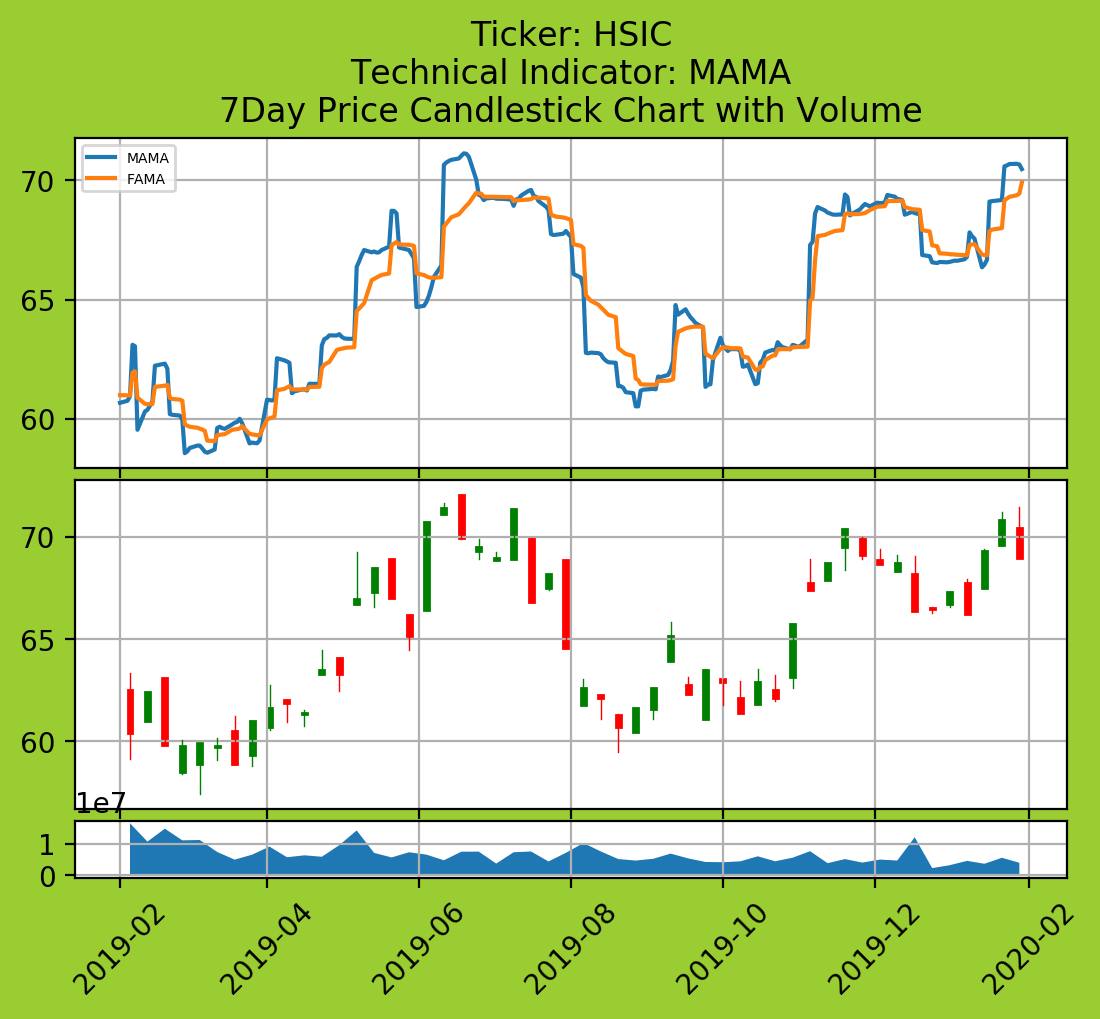 Ticker: HSIC
Technical Indicator: MAMA
7Day Price Candlestick Chart with Volume
MAMA
FAMA
70
65
60
70
65
60
1e7
1
0
2019-02
2019-04
2019-06
2019-08
2019-10
2019-12
2020-02